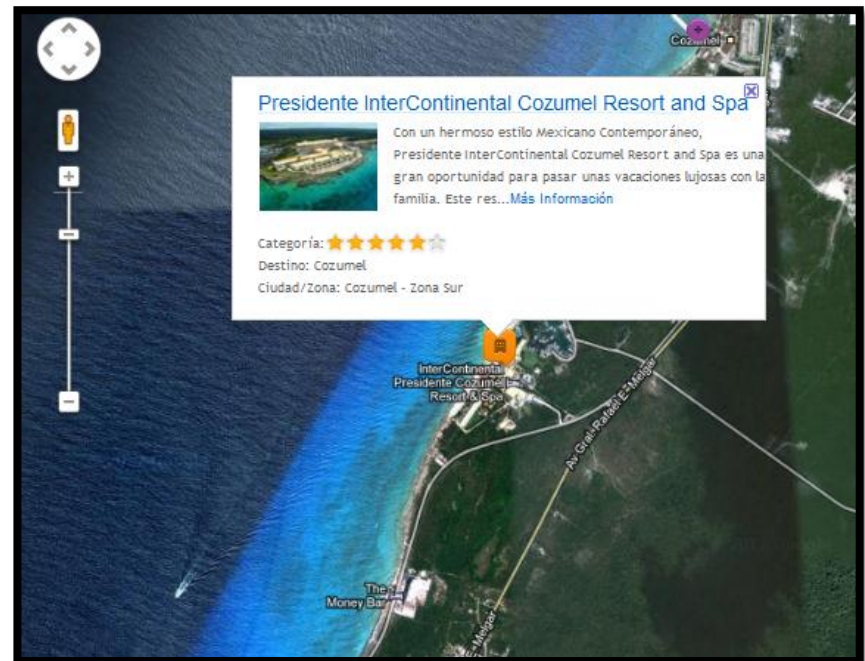 Cozumel
Presidente InterContinental Cozumel Resort and Spa
Con un hermoso estilo Mexicano Contemporáneo,
Presidente InterContinental Cozumel Resort and Spa es una
gran oportunidad para pasar unas vacaciones lujosas con la
familia. Este res...Más Información
Categoría:
Destino: Cozumel
Ciudad/Zona: Cozumel - Zona Sur
InterContinental
Presidente Cozumel
Resort & Spa
Av Gral. Rafael E. Melgar
The
Money Bar
E. Melgar